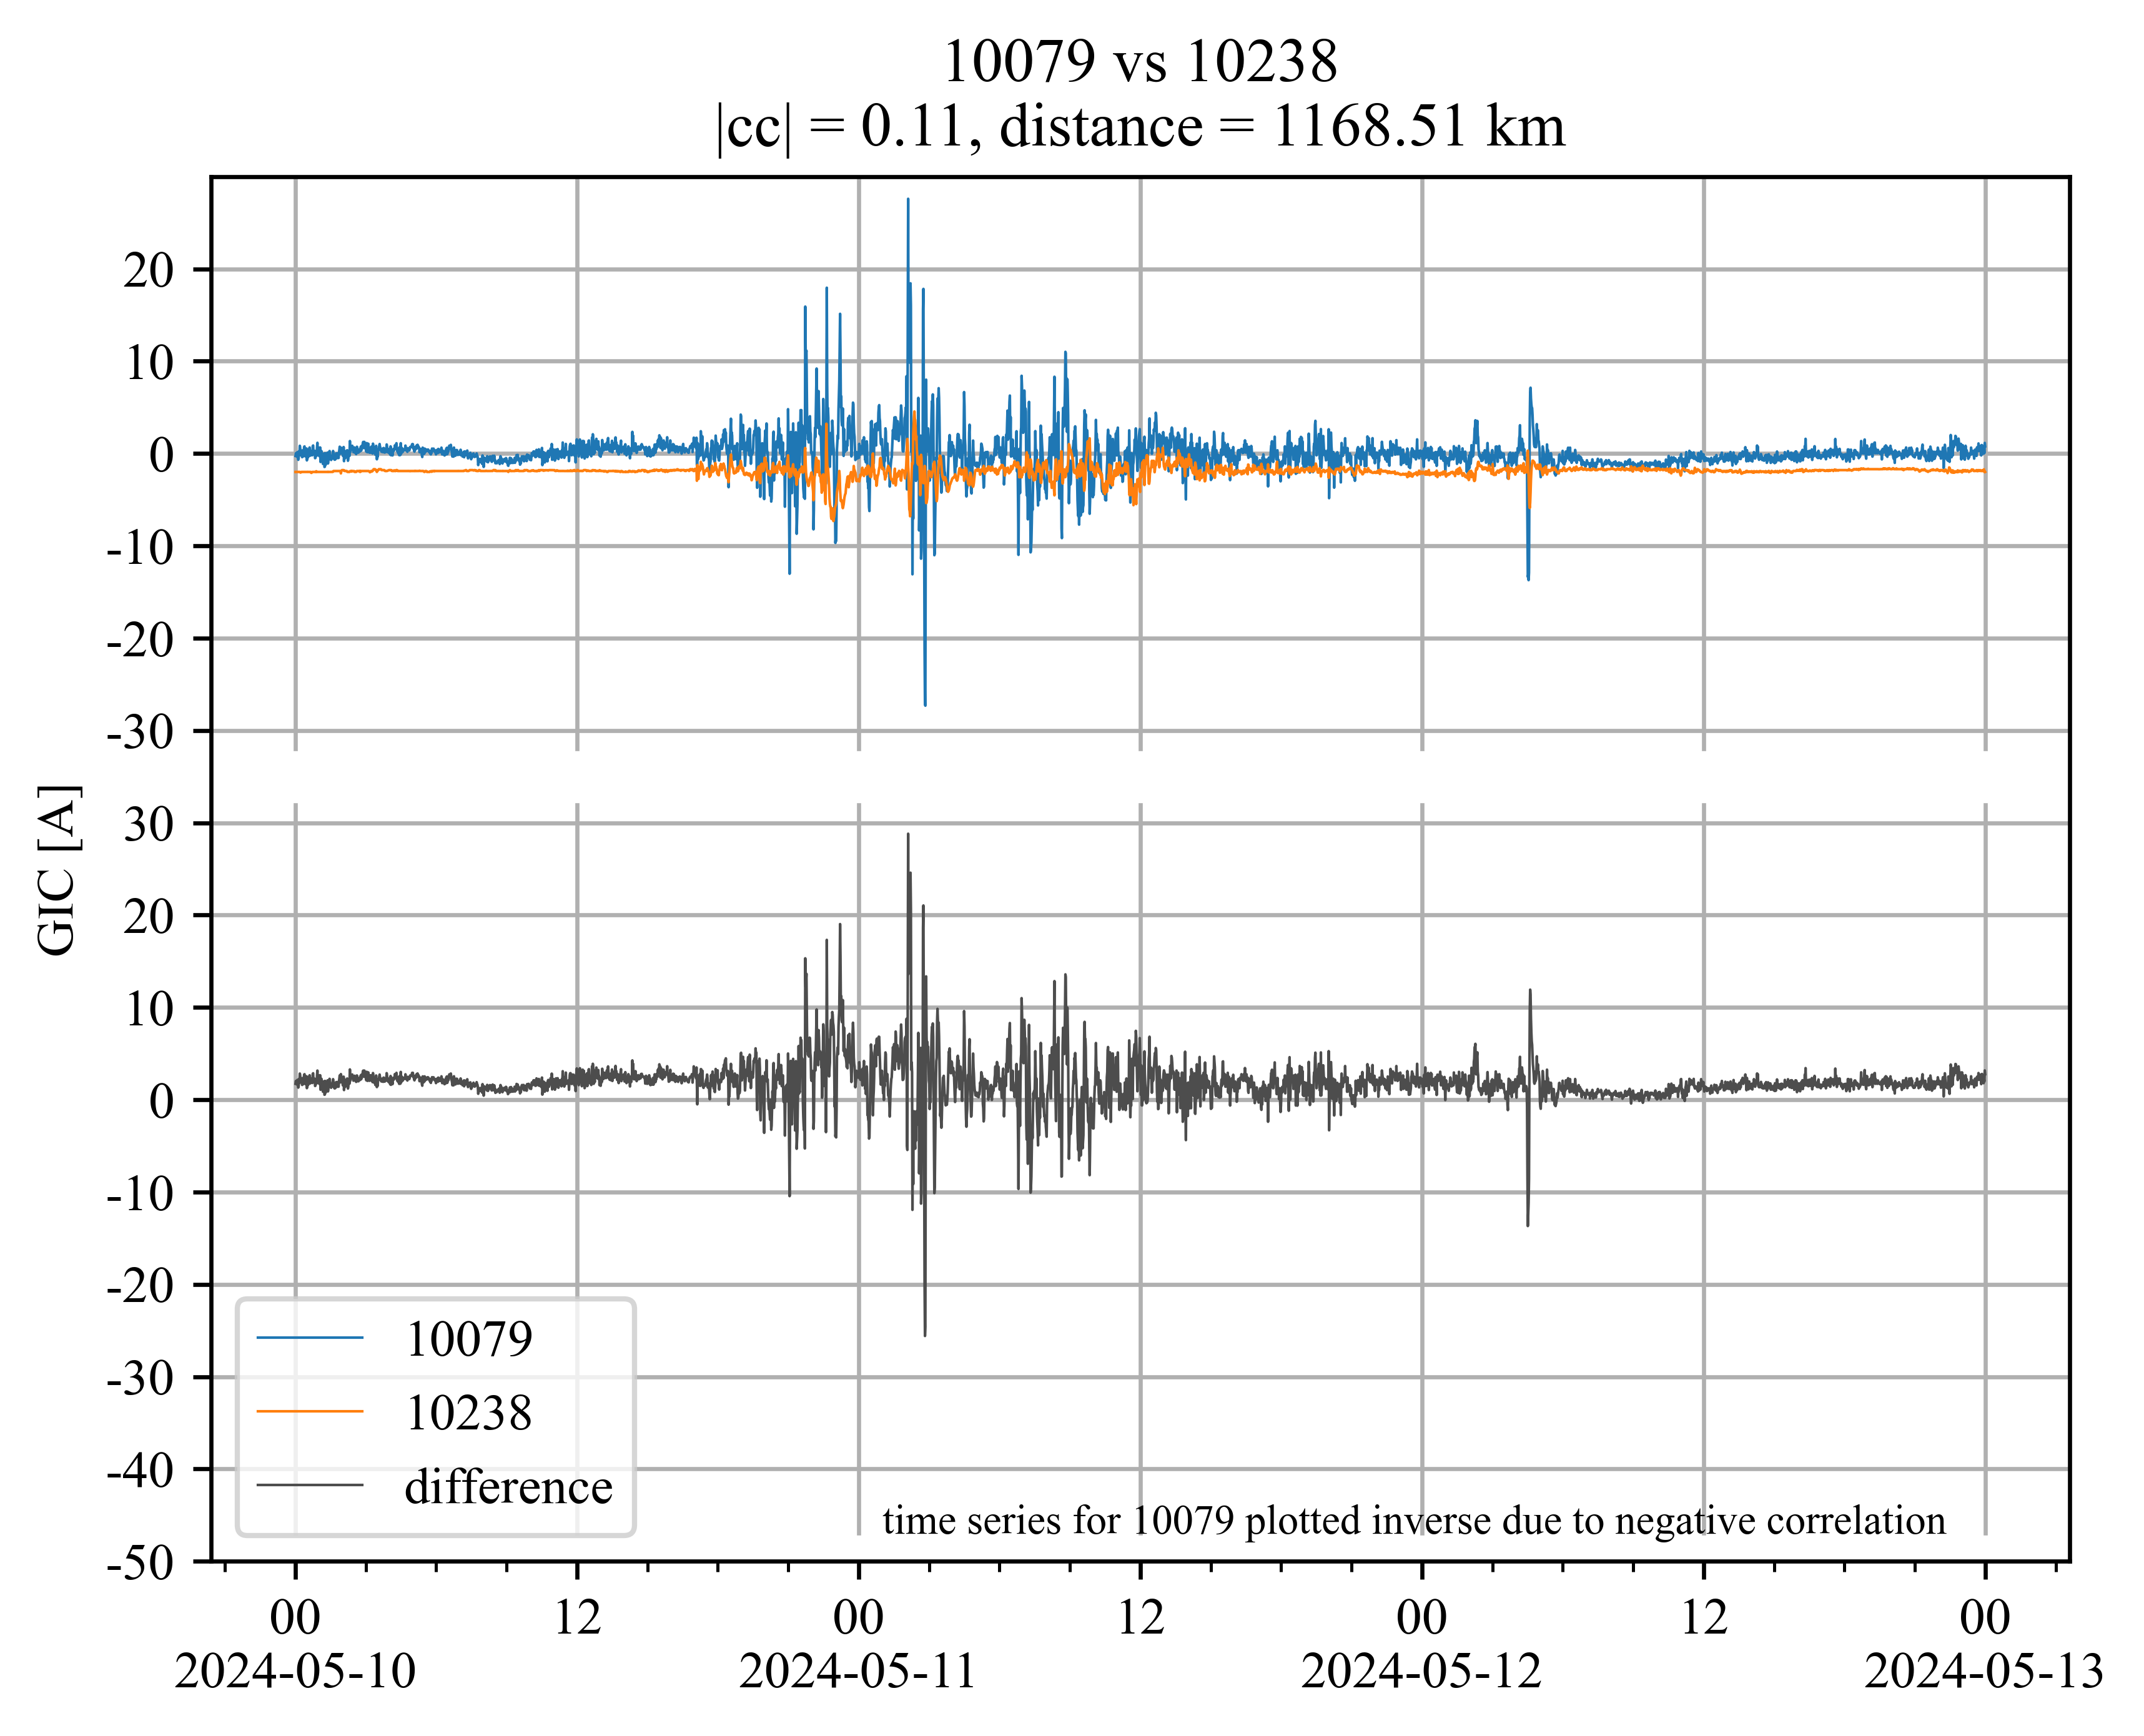 10079 vs 10238
|cc| = 0.11, distance = 1168.51 km
20
10
0
-10
-20
-30
30
20
10
0
-10
-20
-30
-40
-50
GIC [A]
10079
10238
difference
time series for 10079 plotted inverse due to negative correlation
00 12 00 12 00 12 00
2024-05-10 2024-05-11 2024-05-12 2024-05-13